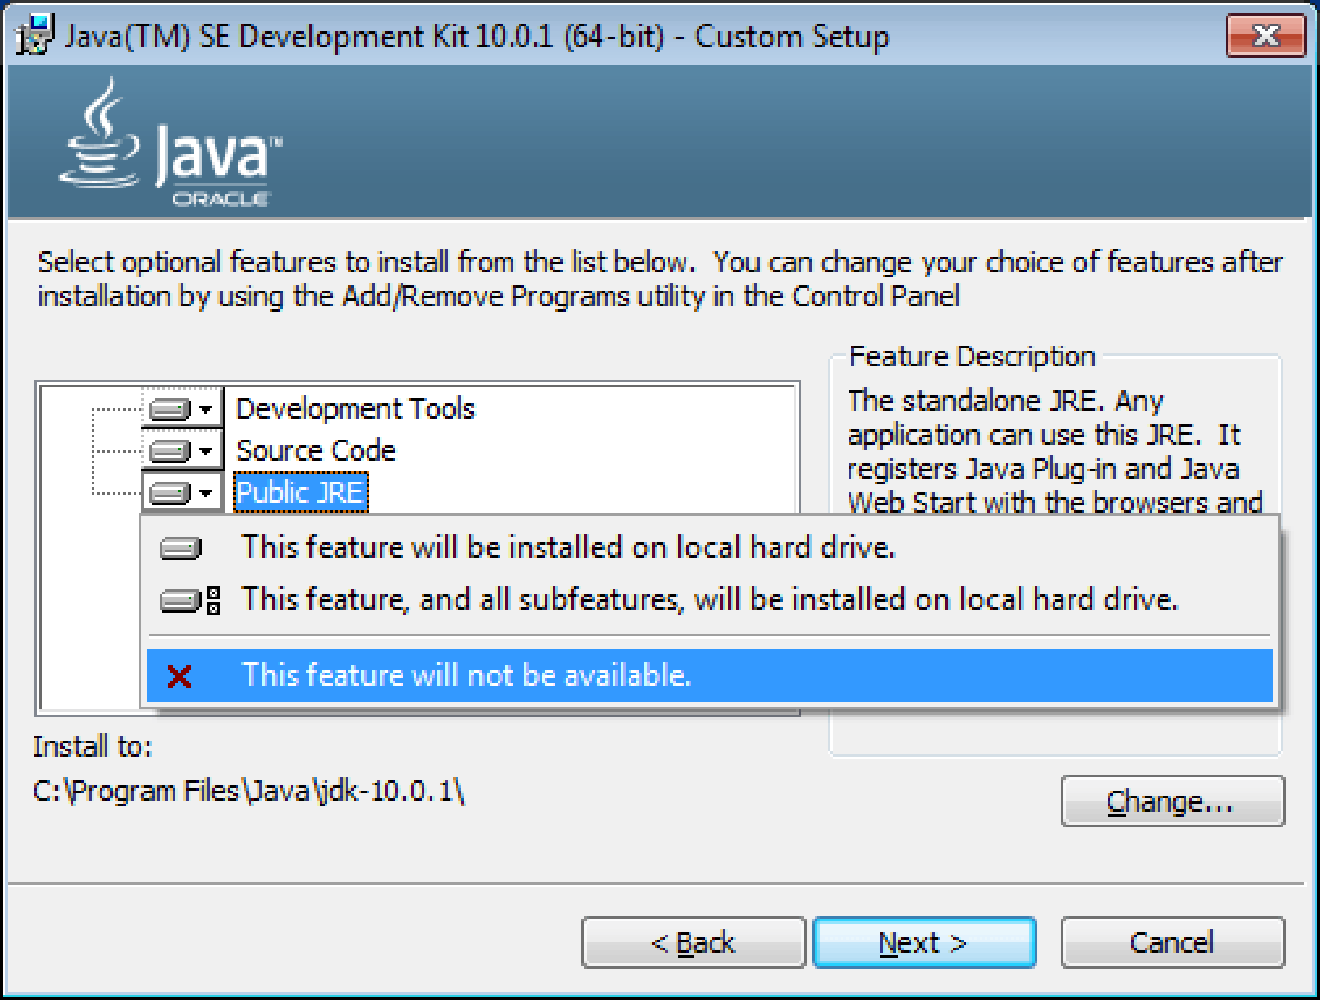 Java(TM) SE Development Kit 10.0.1 (64-bit) - Custom Setup
Java™
ORACLE
Select optional features to install from the list below.  You can change your choice of features after
installation by using the Add/Remove Programs utility in the Control Panel
Development Tools
Source Code
Public JRE
Feature Description
The standalone JRE. Any
application can use this JRE.  It
registers Java Plug-in and Java
Web Start with the browsers and
This feature will be installed on local hard drive.
This feature, and all subfeatures, will be installed on local hard drive.
This feature will not be available.
Install to:
C:\Program Files\Java\jdk-10.0.1\
Change...
< Back
Next >
Cancel